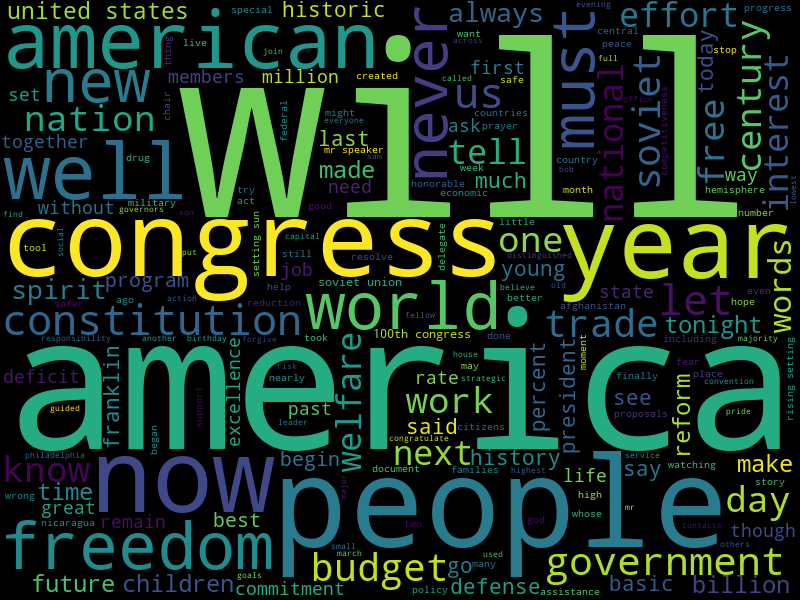 united states
special
historic
always
effort
progress
evening
american
thing
live
join
want
central
peace
across
will
never
must
century
today
new
members
million
created
first
called
safe
full
stop
set
nation
chair
federal
might
everyone
us
countries
soviet
free
interest
national
office
competitiveness
together
well
drug
last
mr speaker
made
sam
need
ask
prayer
tell
week
much
country
bob
way
hemisphere
lowest
find
without
military
governors
son
try
act
good
honorable
economic
month
number
congress
tool
social
put
setting sun
capital
still
resolve
delegate
little
one
distinguished
year
words
spirit
program
job
help
soviet union
young
believe
better
old
state
let
hope
even
safer
ago
action
reduction
took
fellow
world
afghanistan
including
majority
constitution
responsibility
another
birthday
forgive
100th congress
done
trade
tonight
america
franklin
excellence
risk
nearly
welfare
house
may
strategic
percent
president
moment
finally
fear
place
convention
reform
rising setting
deficit
guided
began
support
past
leader
rate
work
said
citizens
congratulate
see
proposals
pride
know
philadelphia
now
begin
next
history
document
families
highest
life
say
service
watching
make
story
wrong
time
great
nicaragua
remain
best
major
two
god
people
high
whose
mr
contacts
day
though
others
freedom
small
march
used
many
budget
go
government
future
children
goals
commitment
policy
defense
assistance
basic
billion